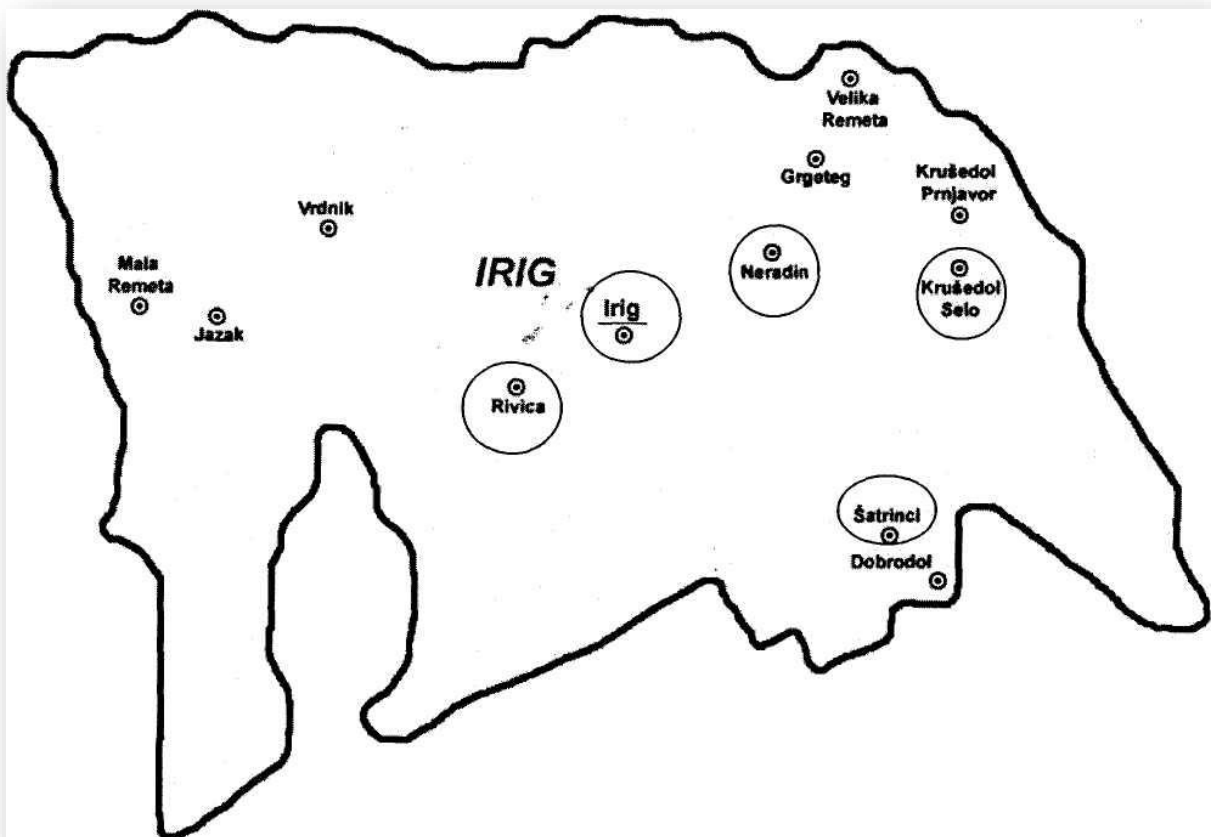 Velika
Remeta
Grgeteg
Krušedol
Prnjavor
Vrdnik
Mala
Remeta
Jazak
IRIG
Irig
Neradin
Krušedol
Selo
Rivica
Šatrinci
Dobrodol